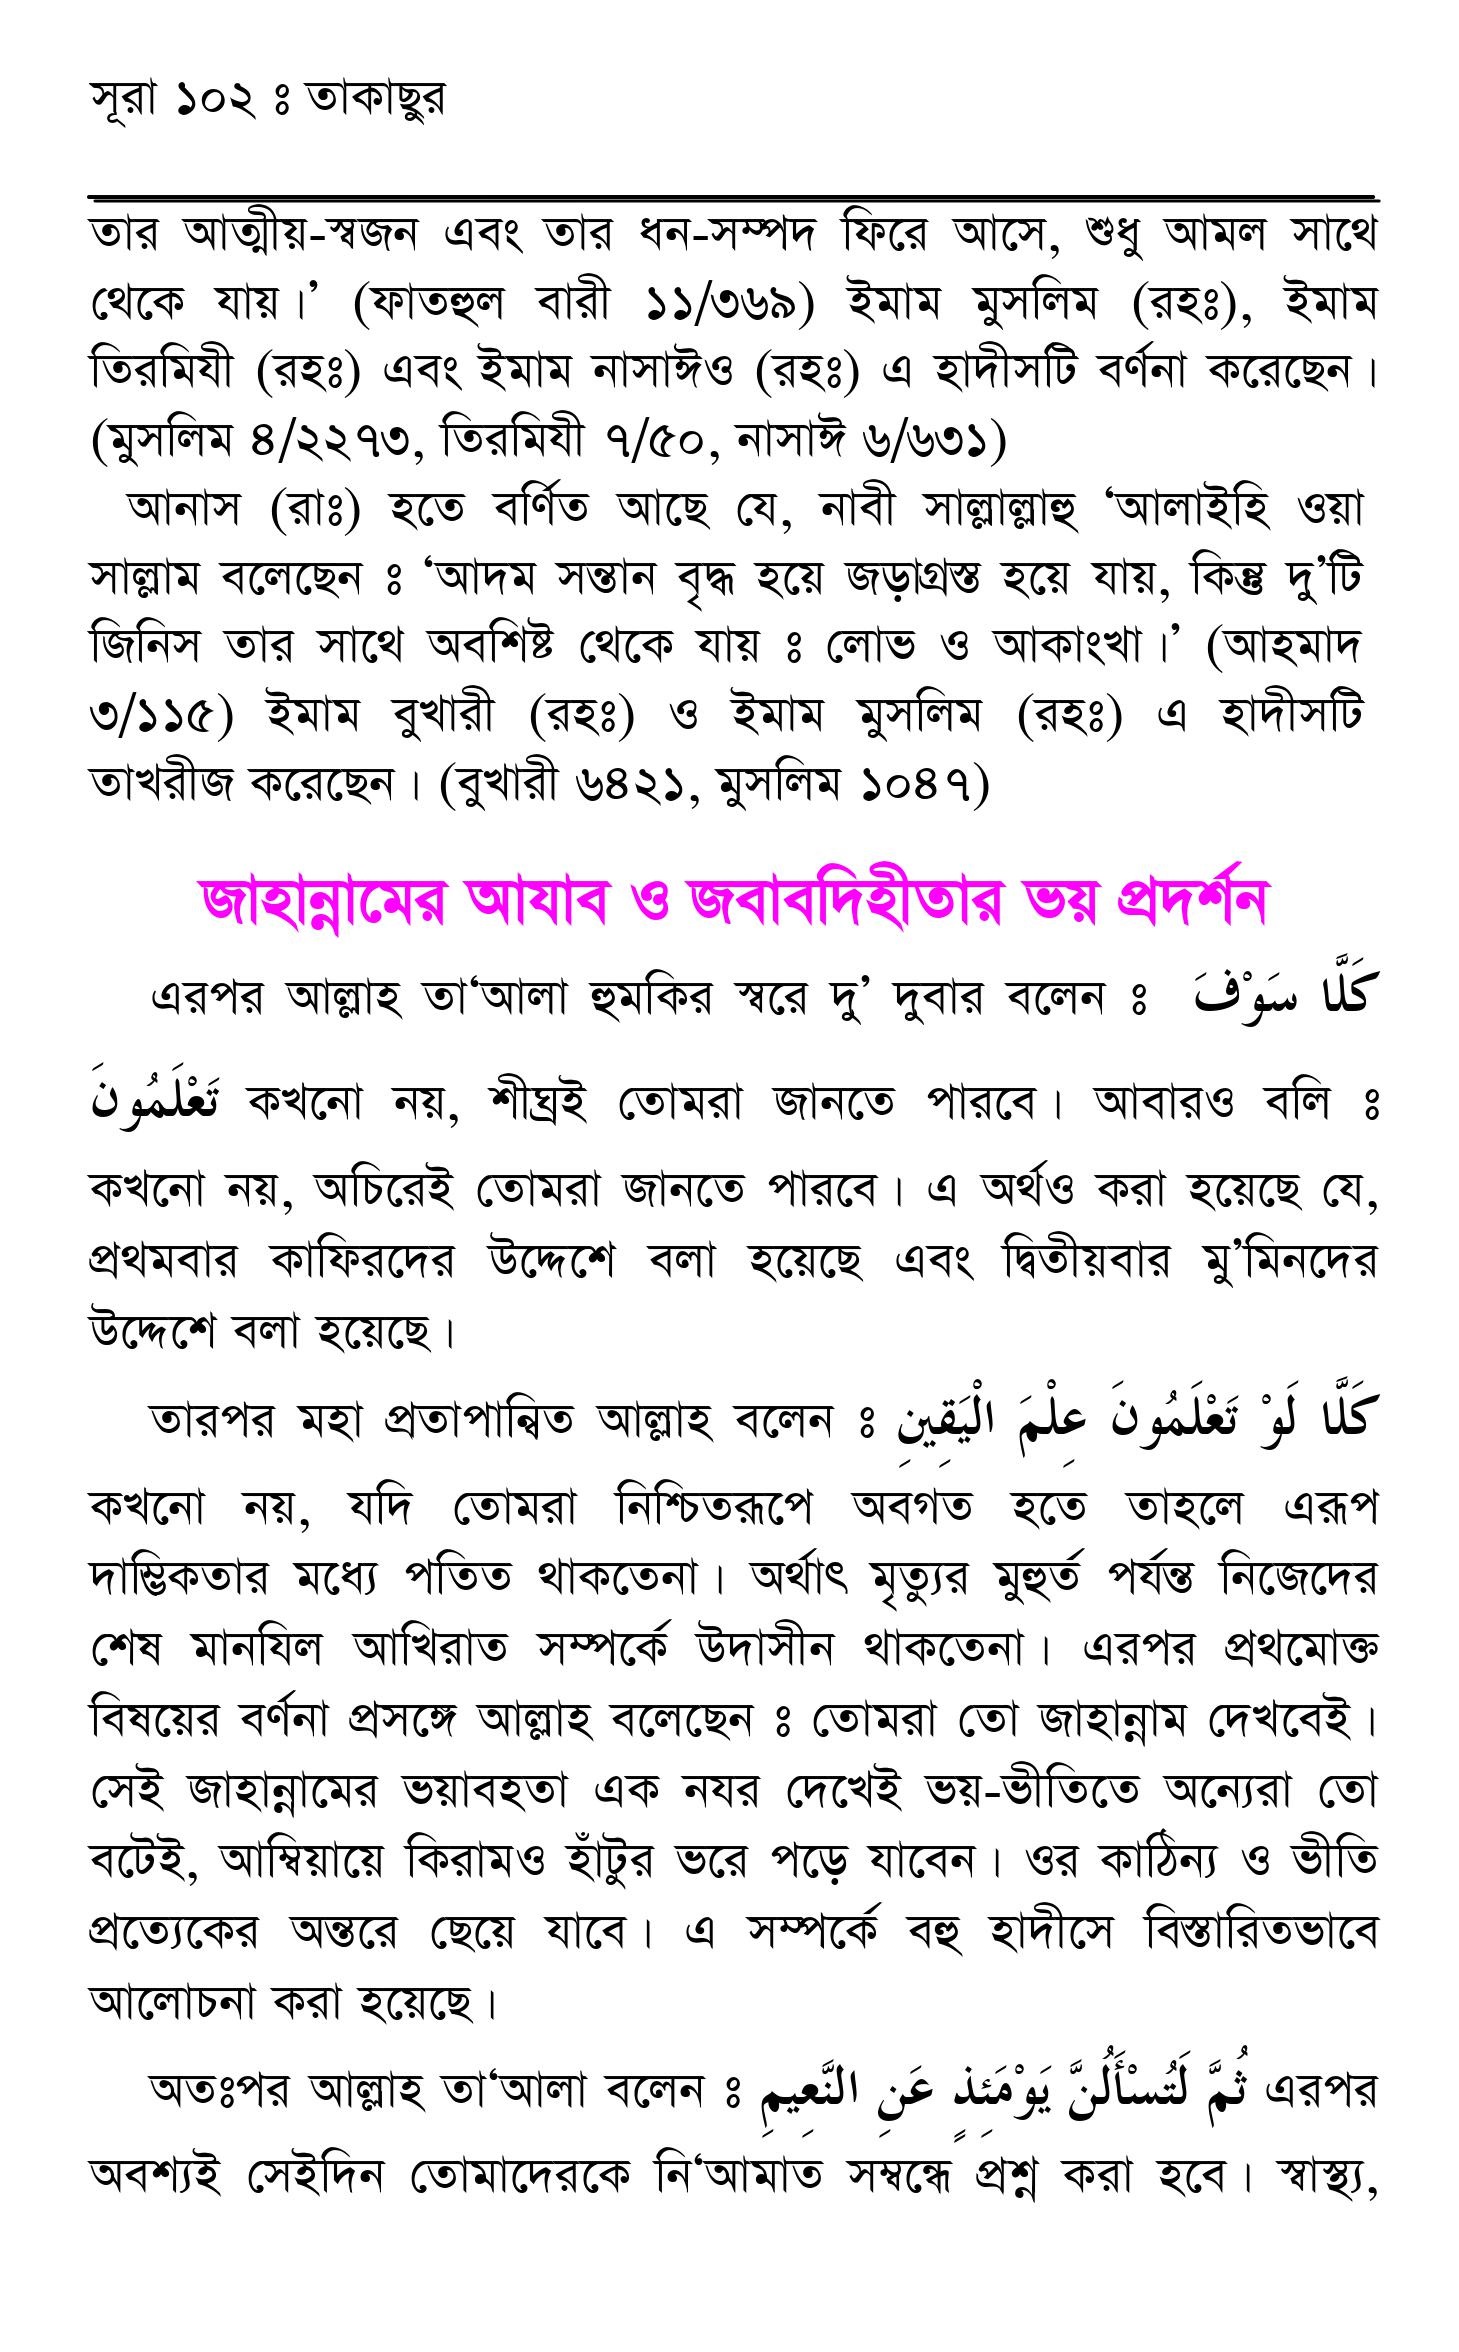 সূরা ১০২ ঃ তাকাছুর
তার আত্মীয়-স্বজন এবং তার ধন-সম্পদ ফিরে আসে, শুধু আমল সাথে
থেকে যায়।’ (ফাতহুল বারী ১১/৩৬৯) ইমাম মুসলিম (রহঃ), ইমাম
তিরমিযী (রহঃ) এবং ইমাম নাসাঈও (রহঃ) এ হাদীসটি বর্ণনা করেছেন।
(মুসলিম ৪/২২৭৩, তিরমিযী ৭/৫০, নাসাঈ ৬/৬৩১)
আনাস (রাঃ) হতে বর্ণিত আছে যে, নাবী সাল্লাল্লাহু ‘আলাইহি ওয়া
সাল্লাম বলেছেন ঃ ‘আদম সন্তান বৃদ্ধ হয়ে জড়াগ্রস্ত হয়ে যায়, কিন্তু দু’টি
জিনিস তার সাথে অবশিষ্ট থেকে যায় ঃ লোভ ও আকাংখা।’ (আহমাদ
৩/১১৫) ইমাম বুখারী (রহঃ) ও ইমাম মুসলিম (রহঃ) এ হাদীসটি
তাখরীজ করেছেন। (বুখারী ৬৪২১, মুসলিম ১০৪৭)
জাহান্নামের আযাব ও জবাবদিহীতার ভয় প্রদর্শন
এরপর আল্লাহ তা‘আলা হুমকির স্বরে দু’ দুবার বলেন ঃ كَلَّا سَوْفَ
تَعْلَمُونَ কখনো নয়, শীঘ্রই তোমরা জানতে পারবে। আবারও বলি ঃ
কখনো নয়, অচিরেই তোমরা জানতে পারবে। এ অর্থও করা হয়েছে যে,
প্রথমবার কাফিরদের উদ্দেশে বলা হয়েছে এবং দ্বিতীয়বার মু’মিনদের
উদ্দেশে বলা হয়েছে।
তারপর মহা প্রতাপান্বিত আল্লাহ বলেন ঃ كَلَّا لَوْ تَعْلَمُونَ عِلْمَ الْيَقِينِ
কখনো নয়, যদি তোমরা নিশ্চিতরূপে অবগত হতে তাহলে এরূপ
দাম্ভিকতার মধ্যে পতিত থাকতেনা। অর্থাৎ মৃত্যুর মুহুর্ত পর্যন্ত নিজেদের
শেষ মানযিল আখিরাত সম্পর্কে উদাসীন থাকতেনা। এরপর প্রথমোক্ত
বিষয়ের বর্ণনা প্রসঙ্গে আল্লাহ বলেছেন ঃ তোমরা তো জাহান্নাম দেখবেই।
সেই জাহান্নামের ভয়াবহতা এক নযর দেখেই ভয়-ভীতিতে অন্যেরা তো
বটেই, আম্বিয়ায়ে কিরামও হাঁটুর ভরে পড়ে যাবেন। ওর কাঠিন্য ও ভীতি
প্রত্যেকের অন্তরে ছেয়ে যাবে। এ সম্পর্কে বহু হাদীসে বিস্তারিতভাবে
আলোচনা করা হয়েছে।
অতঃপর আল্লাহ তা‘আলা বলেন ঃ ثُمَّ لَتُسْأَلُنَّ يَوْمَئِذٍ عَنِ النَّعِيمِ এরপর
অবশ্যই সেইদিন তোমাদেরকে নি‘আমাত সম্বন্ধে প্রশ্ন করা হবে। স্বাস্থ্য,